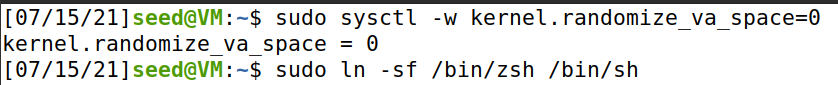 [07/15/21]seed@VM:~$ sudo sysctl -w kernel.randomize_va_space=0
kernel.randomize_va_space = 0
[07/15/21]seed@VM:~$ sudo ln -sf /bin/zsh /bin/sh